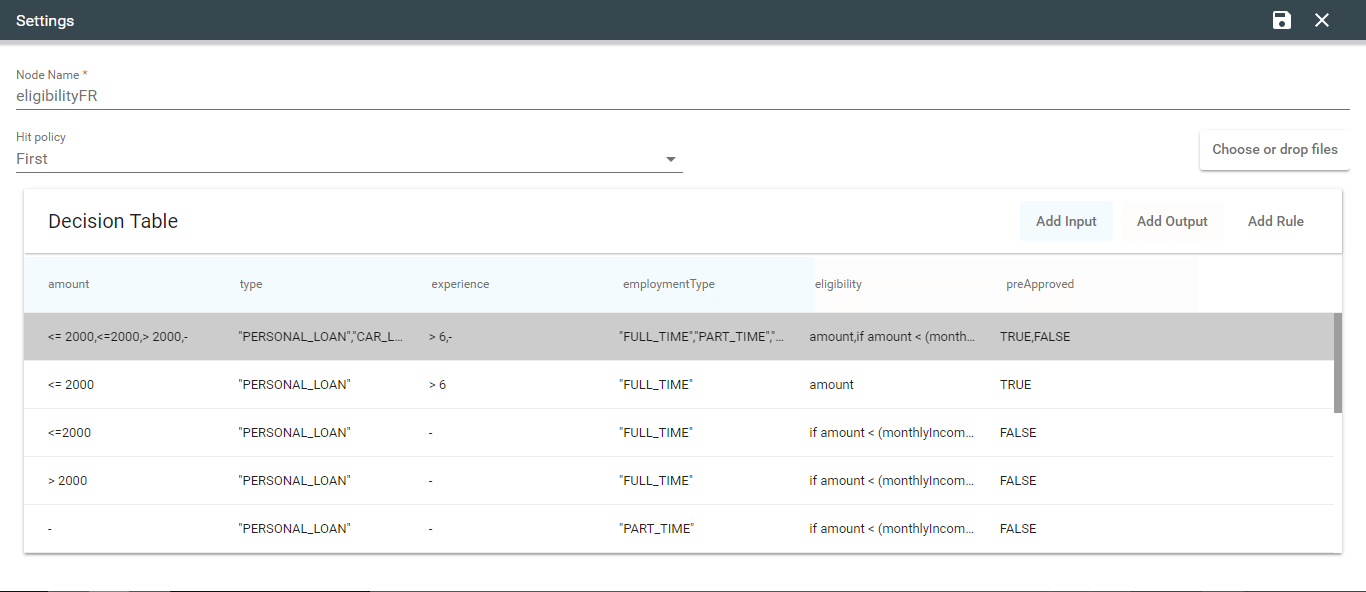 Settings
Node Name *
eligibilityFR
Hit policy
First
Choose or drop files
Decision Table
Add Input
Add Output
Add Rule
amount type experience employmentType eligibility preApproved
<= 2000,<=2000,> 2000,- "PERSONAL_LOAN","CAR_L... > 6,- "FULL_TIME","PART_TIME","... amount,if amount < (month... TRUE,FALSE
<= 2000 "PERSONAL_LOAN" > 6 "FULL_TIME" amount TRUE
<=2000 "PERSONAL_LOAN" - "FULL_TIME" if amount < (monthlyIncom... FALSE
> 2000 "PERSONAL_LOAN" - "FULL_TIME" if amount < (monthlyIncom... FALSE
- "PERSONAL_LOAN" - "PART_TIME" if amount < (monthlyIncom... FALSE